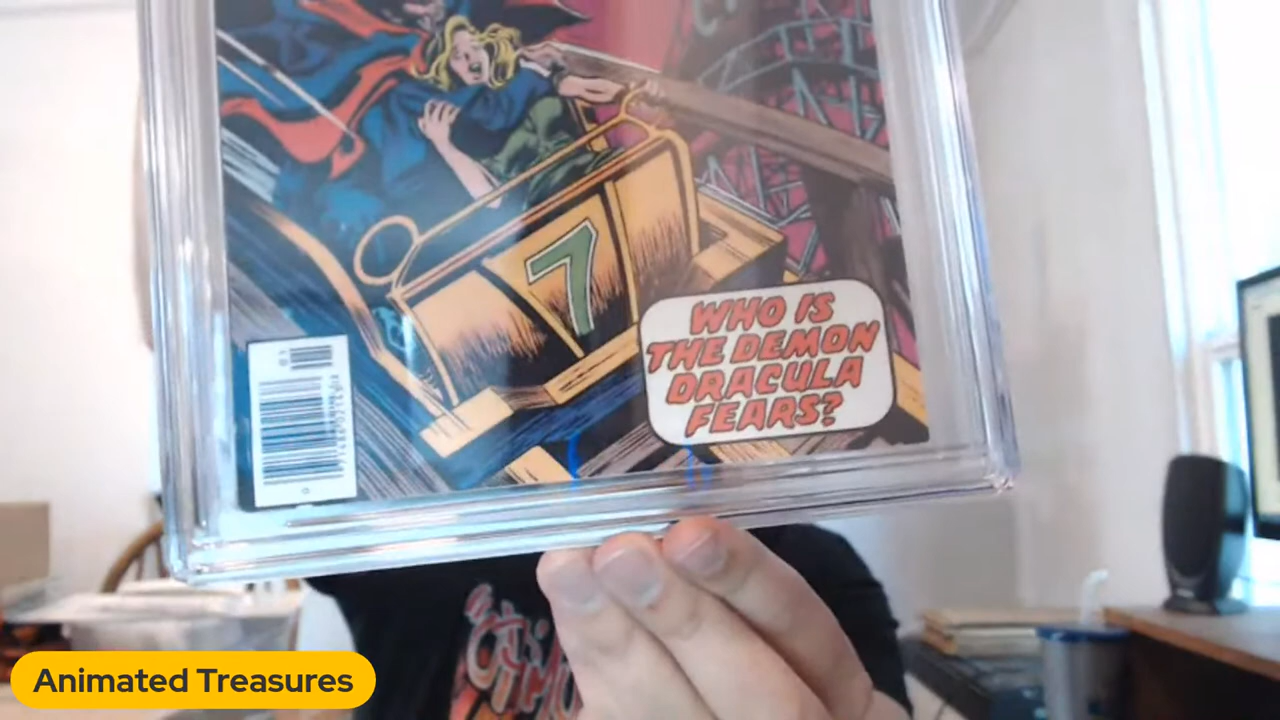 7
WHO IS
THE DEMON
DRACULA
FEARS?
Animated Treasures